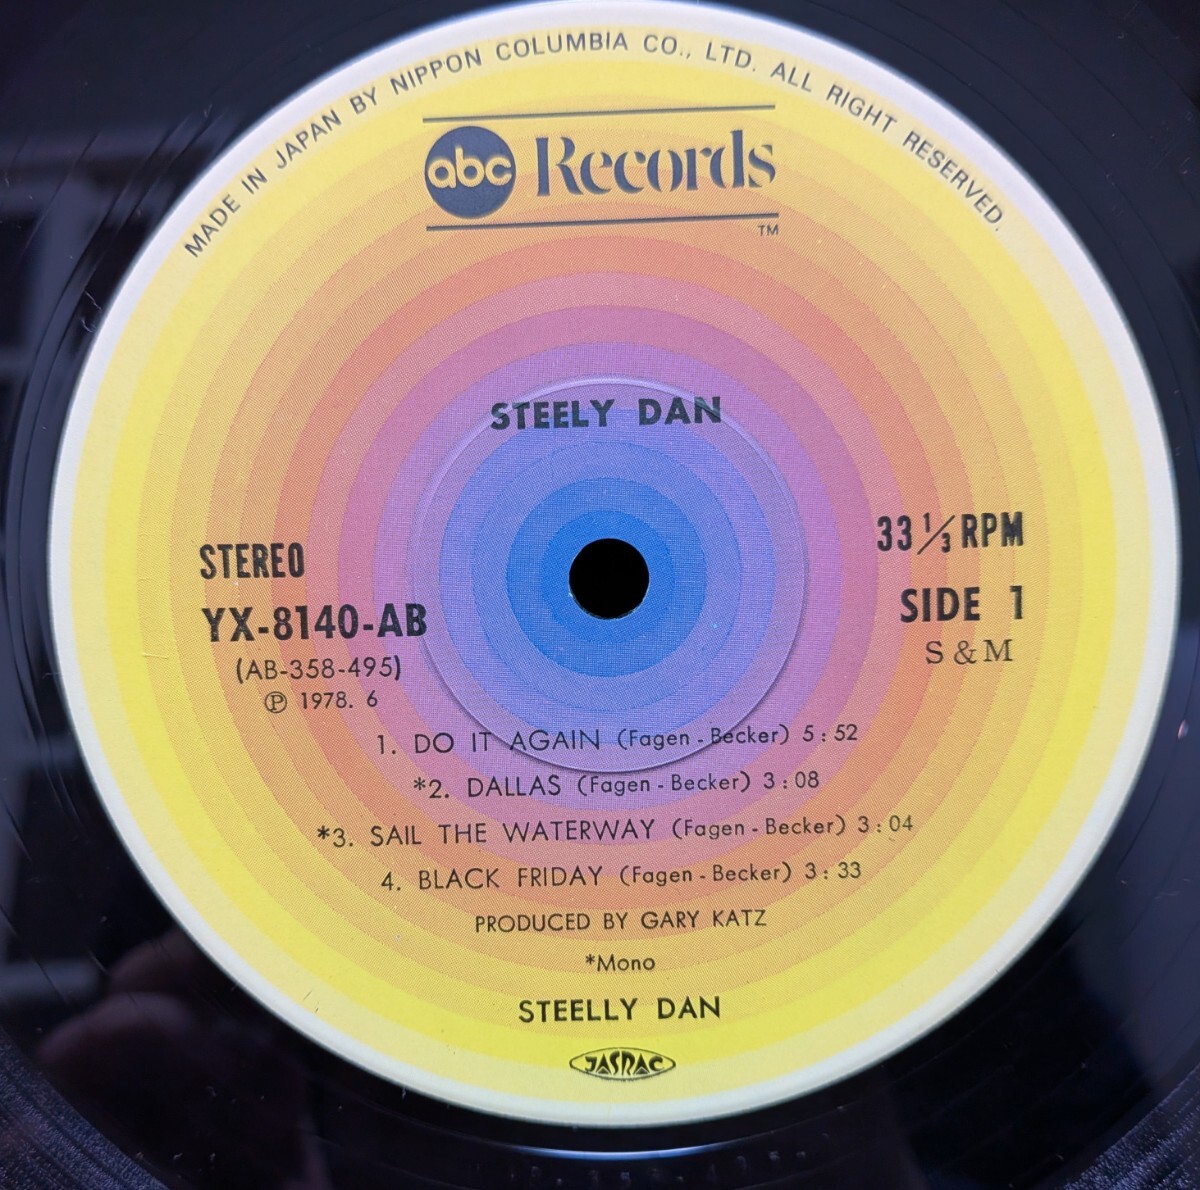 MADE IN JAPAN BY NIPPON COLUMBIA CO., LTD. ALL RIGHT RESERVED.
abc Records
TM
STEELY DAN
STEREO
YX-8140-AB
(AB-358-495)
Ⓟ 1978. 6
33 1/3 RPM
SIDE 1
S & M
1. DO IT AGAIN (Fagen - Becker) 5 : 52
*2. DALLAS (Fagen - Becker) 3 : 08
*3. SAIL THE WATERWAY (Fagen - Becker) 3 : 04
4. BLACK FRIDAY (Fagen - Becker) 3 : 33
PRODUCED BY GARY KATZ
*Mono
STEELLY DAN
JASRAC